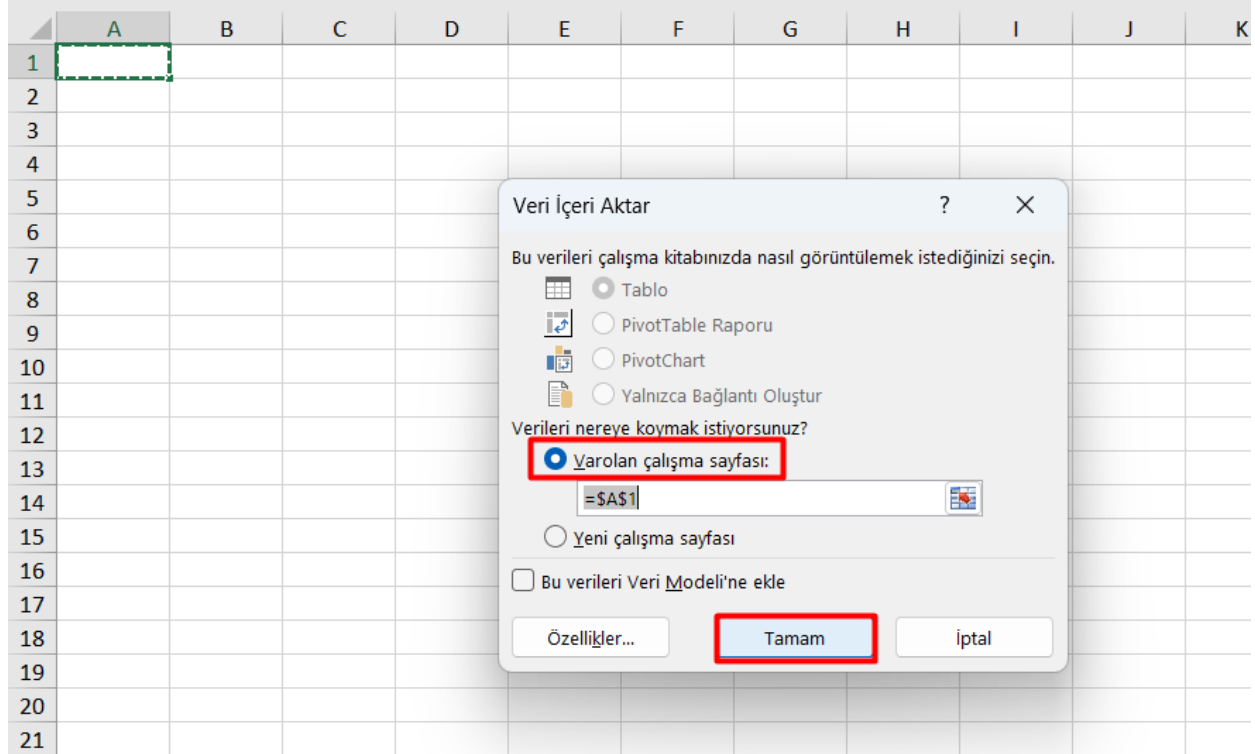 A B C D E F G H I J K
1
2
3
4
5
Veri İçeri Aktar ? X
6
Bu verileri çalışma kitabınızda nasıl görüntülemek istediğinizi seçin.
7
Tablo
8
PivotTable Raporu
9
PivotChart
10
Yalnızca Bağlantı Oluştur
11
Verileri nereye koymak istiyorsunuz?
12
Varolan çalışma sayfası:
13
=$A$1
14
Yeni çalışma sayfası
15
16
Bu verileri Veri Modeli'ne ekle
17
18
Özellikler... Tamam İptal
19
20
21